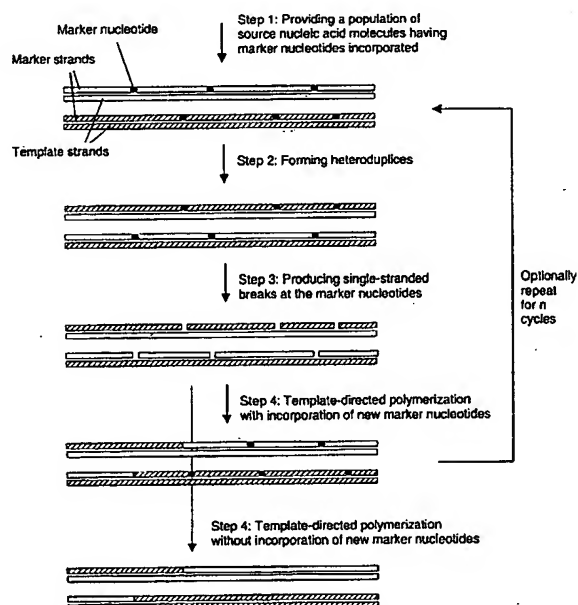 Step 1: Providing a population of
source nucleic acid molecules having
marker nucleotides incorporated
Marker nucleotide
Marker strands
Template strands
Step 2: Forming heteroduplices
Step 3: Producing single-stranded
breaks at the marker nucleotides
Optionally
repeat
for n
cycles
Step 4: Template-directed polymerization
with incorporation of new marker nucleotides
Step 4: Template-directed polymerization
without incorporation of new marker nucleotides